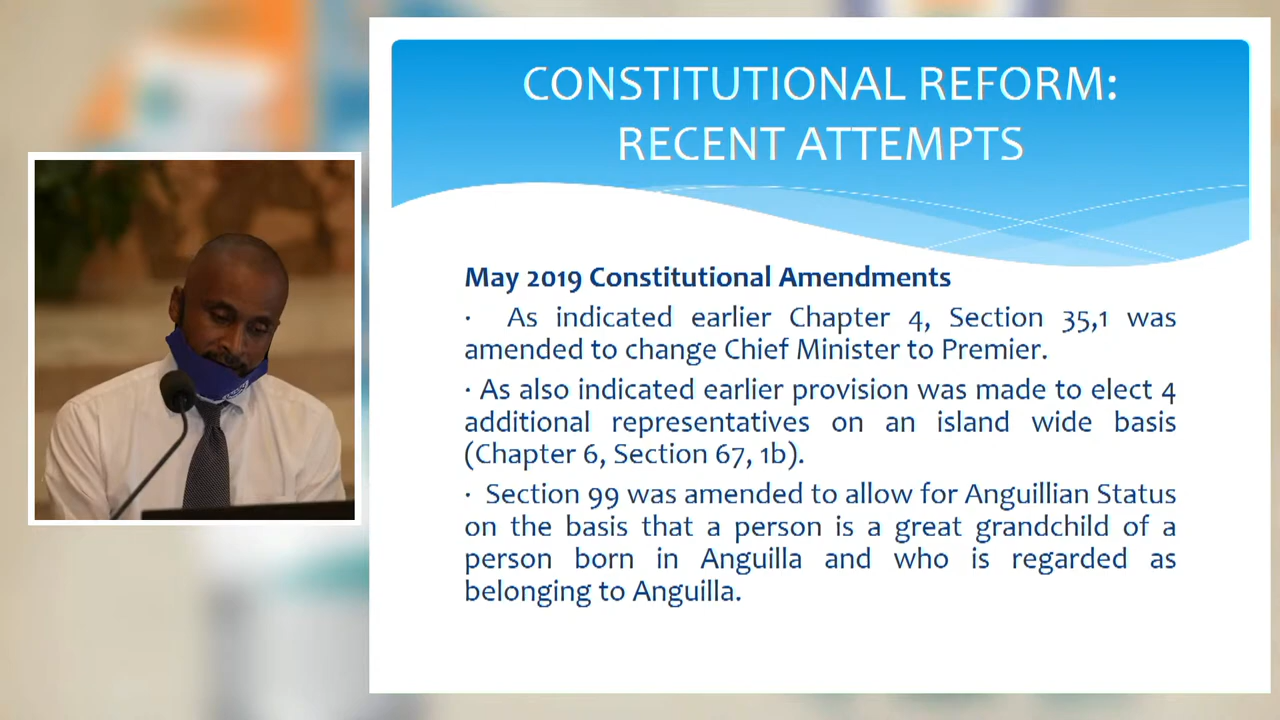 CONSTITUTIONAL REFORM:
RECENT ATTEMPTS
May 2019 Constitutional Amendments
· As indicated earlier Chapter 4, Section 35,1 was
amended to change Chief Minister to Premier.
· As also indicated earlier provision was made to elect 4
additional representatives on an island wide basis
(Chapter 6, Section 67, 1b).
· Section 99 was amended to allow for Anguillian Status
on the basis that a person is a great grandchild of a
person born in Anguilla and who is regarded as
belonging to Anguilla.